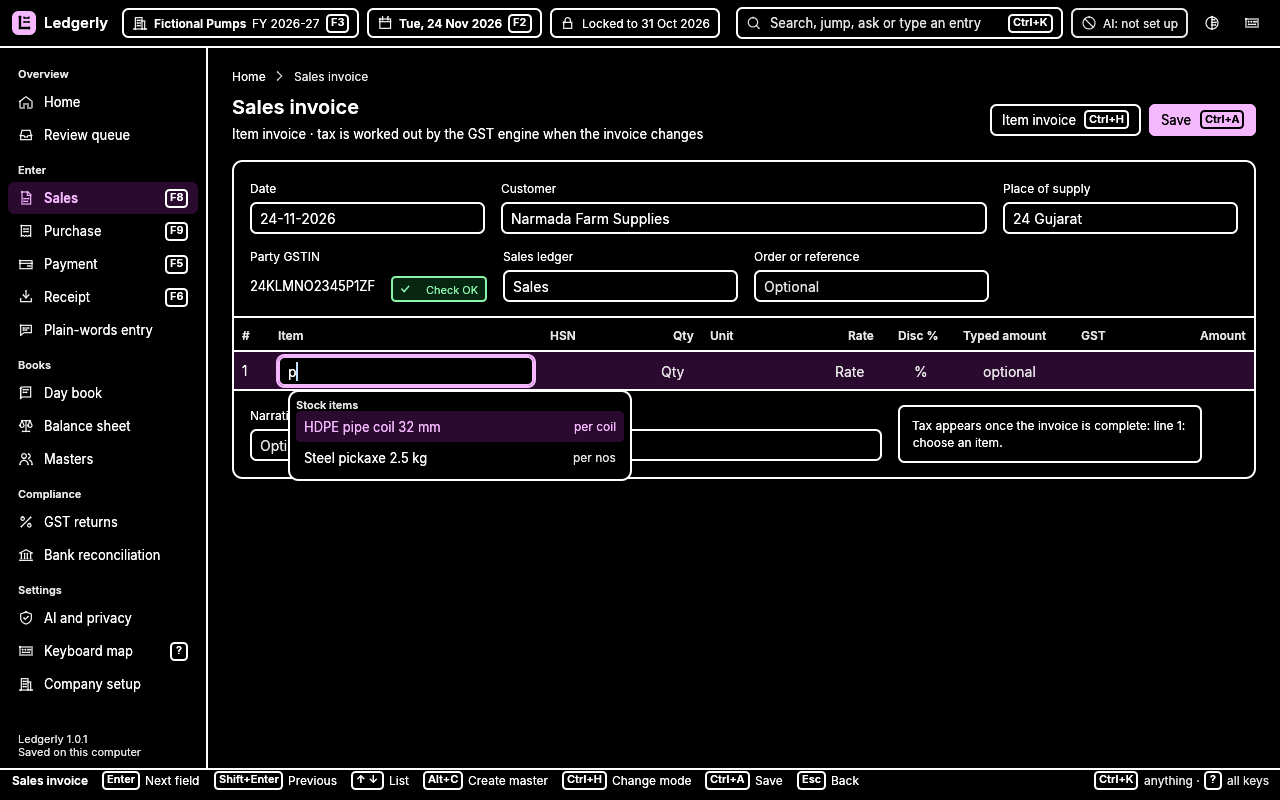 Ledgerly
Fictional Pumps FY 2026-27 F3
Tue, 24 Nov 2026 F2
Locked to 31 Oct 2026
Search, jump, ask or type an entry Ctrl+K
AI: not set up
Overview
Home
Review queue
Enter
Sales F8
Purchase F9
Payment F5
Receipt F6
Plain-words entry
Books
Day book
Balance sheet
Masters
Compliance
GST returns
Bank reconciliation
Settings
AI and privacy
Keyboard map ?
Company setup
Ledgerly 1.0.1
Saved on this computer
Home Sales invoice
Sales invoice
Item invoice · tax is worked out by the GST engine when the invoice changes
Item invoice Ctrl+H
Save Ctrl+A
Date Customer Place of supply
24-11-2026 Narmada Farm Supplies 24 Gujarat
Party GSTIN Sales ledger Order or reference
24KLMNO2345P1ZF Check OK Sales Optional
# Item HSN Qty Unit Rate Disc % Typed amount GST Amount
1 p Qty Rate % optional
Stock items
HDPE pipe coil 32 mm per coil
Steel pickaxe 2.5 kg per nos
Narrati
Opti
Tax appears once the invoice is complete: line 1:
choose an item.
Sales invoice Enter Next field Shift+Enter Previous ↑ ↓ List Alt+C Create master Ctrl+H Change mode Ctrl+A Save Esc Back Ctrl+K anything · ? all keys